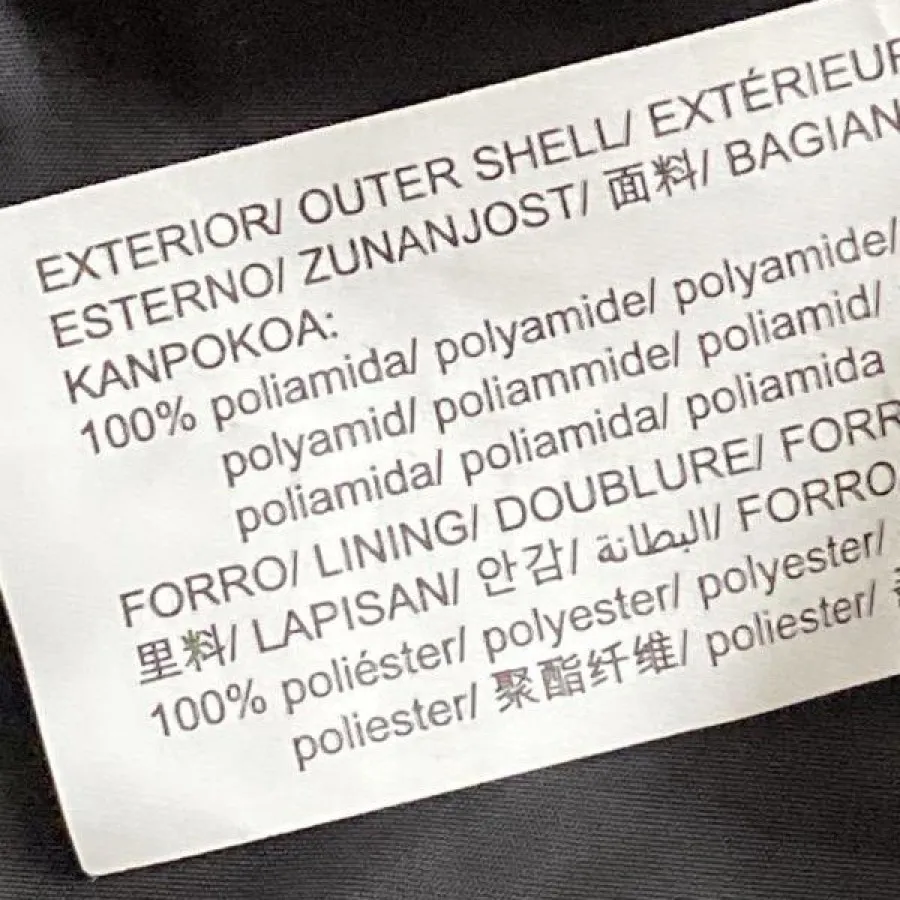 EXTERIOR/ OUTER SHELL/ EXTÉRIEUR
ESTERNO/ ZUNANJOST/ 面料/ BAGIAN
KANPOKOA:
100% poliamida/ polyamide/ polyamide/
polyamid/ poliammide/ poliamid/
poliamida/ poliamida/ poliamida
FORRO/ LINING/ DOUBLURE/ FORR
里料/ LAPISAN/ 안감/ البطانة/ FORRO
100% poliéster/ polyester/ polyester/
poliester/ 聚酯纤维/ poliester/